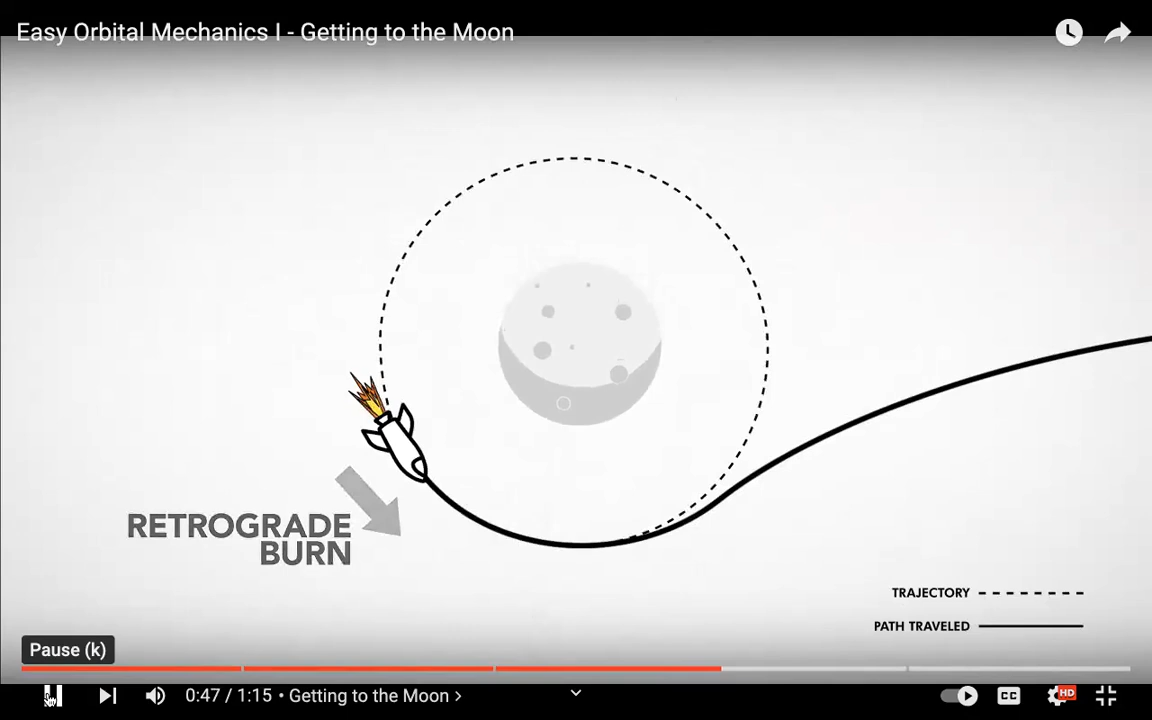 Easy Orbital Mechanics I - Getting to the Moon
RETROGRADE
BURN
TRAJECTORY
PATH TRAVELED
Pause (k)
0:47 / 1:15 • Getting to the Moon
CC
HD